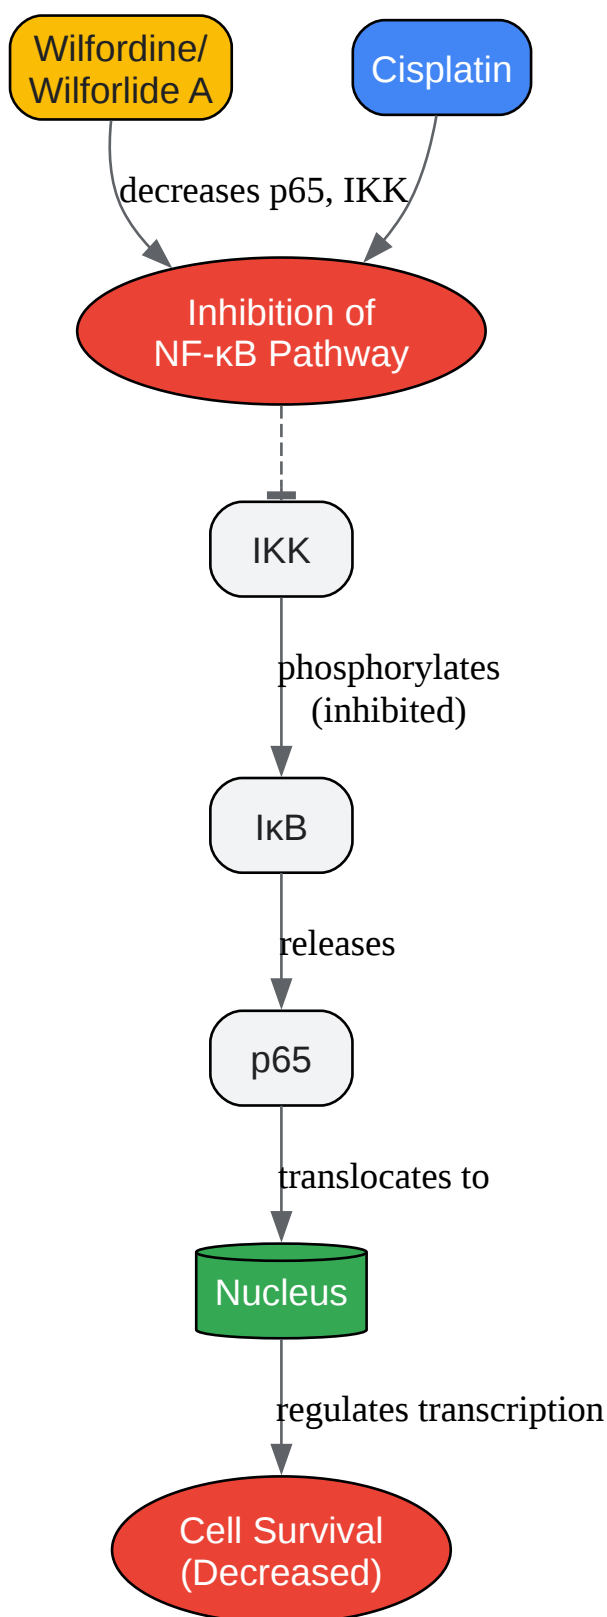 Wilfordine/
Wilforlide A
Cisplatin
decreases p65, IKK
Inhibition of
NF-κB Pathway
IKK
phosphorylates
(inhibited)
IκB
releases
p65
translocates to
Nucleus
regulates transcription
Cell Survival
(Decreased)